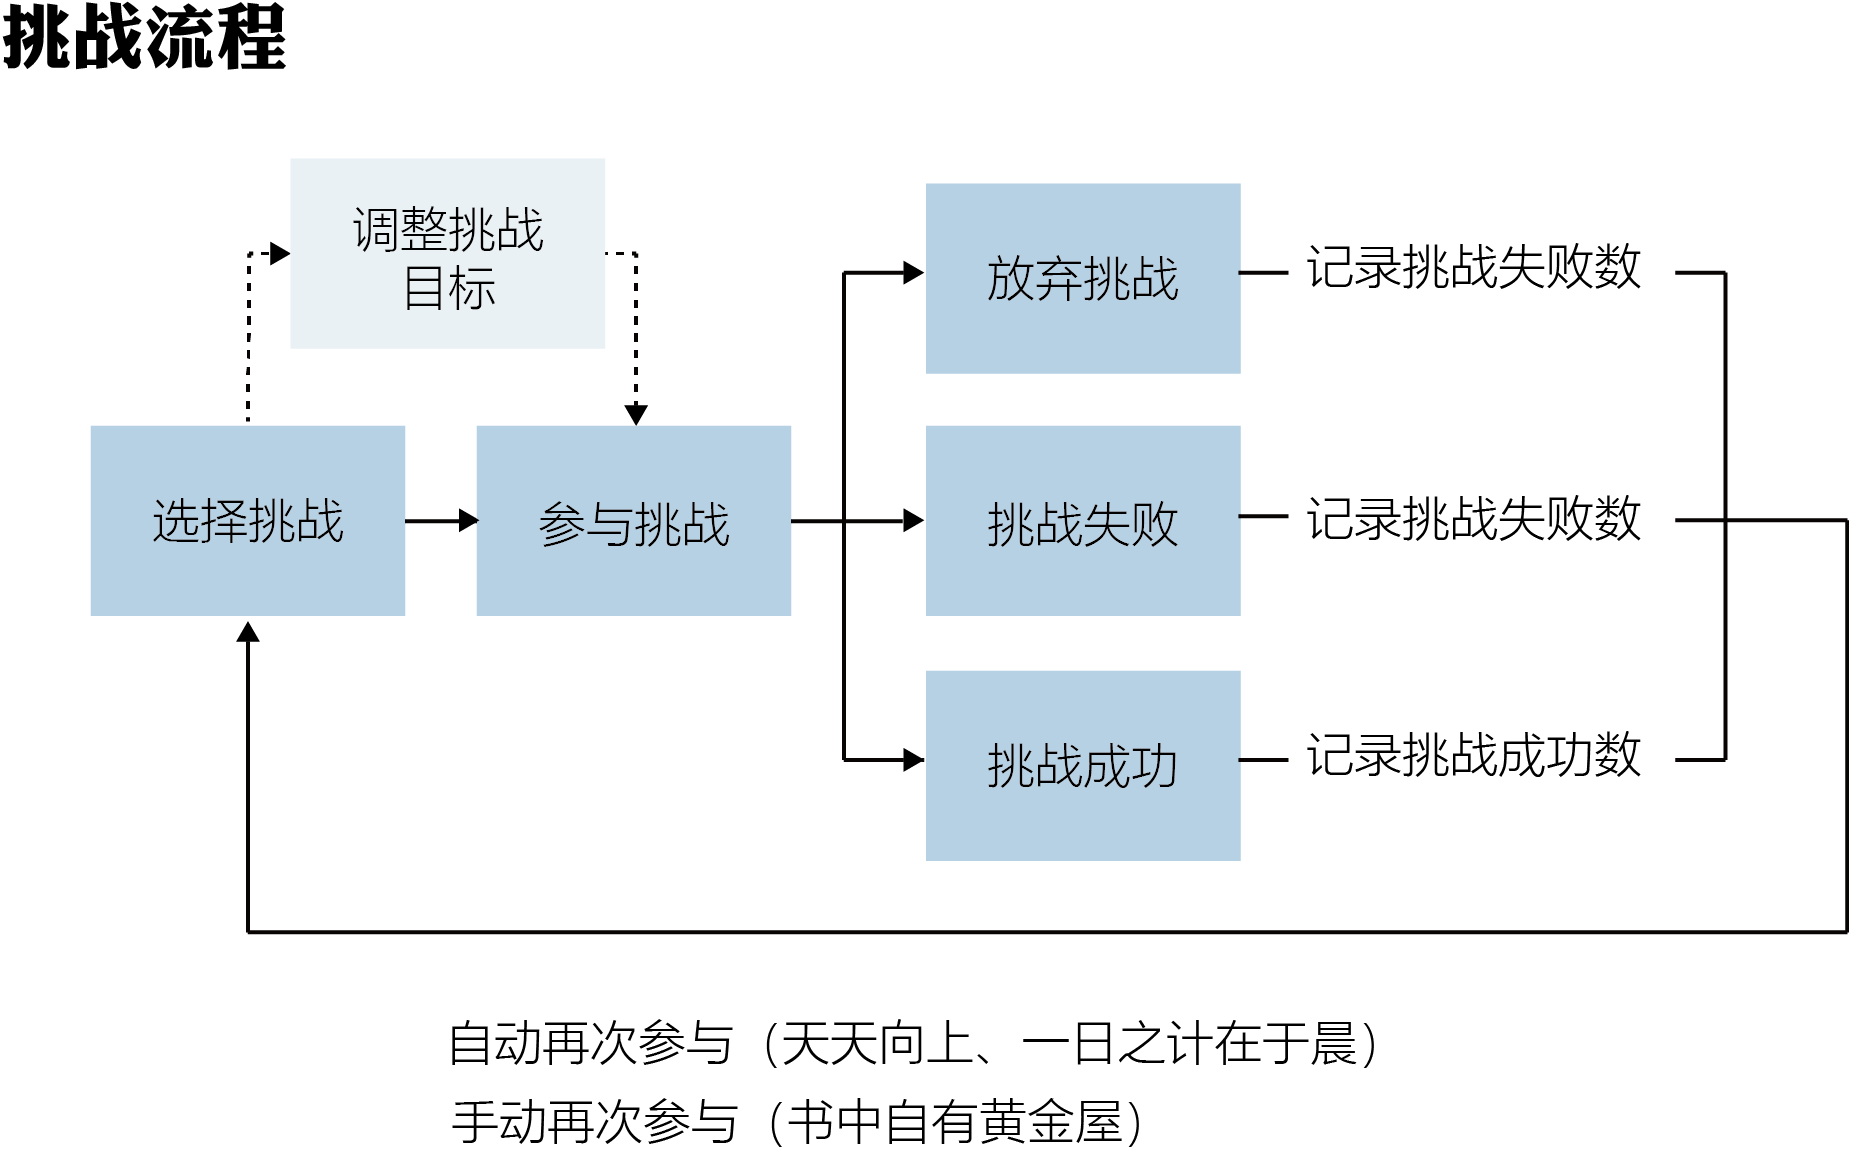 挑战流程
调整挑战
目标
放弃挑战
记录挑战失败数
选择挑战
参与挑战
挑战失败
记录挑战失败数
挑战成功
记录挑战成功数
自动再次参与（天天向上、一日之计在于晨）
手动再次参与（书中自有黄金屋）